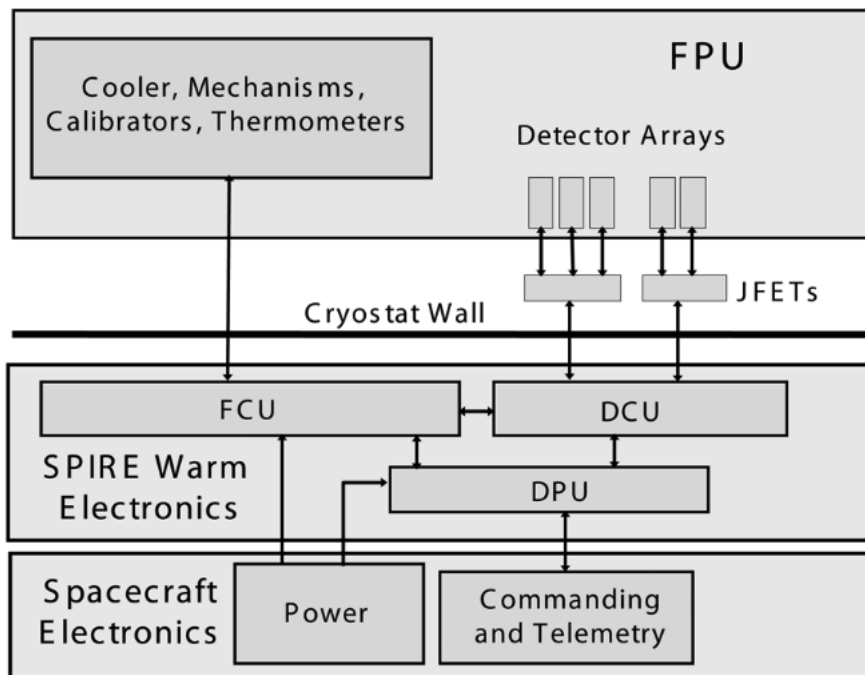 FPU
Cooler, Mechanisms,
Calibrators, Thermometers
Detector Arrays
JFETs
Cryostat Wall
FCU
DCU
SPIRE Warm
Electronics
DPU
Spacecraft
Electronics
Power
Commanding
and Telemetry